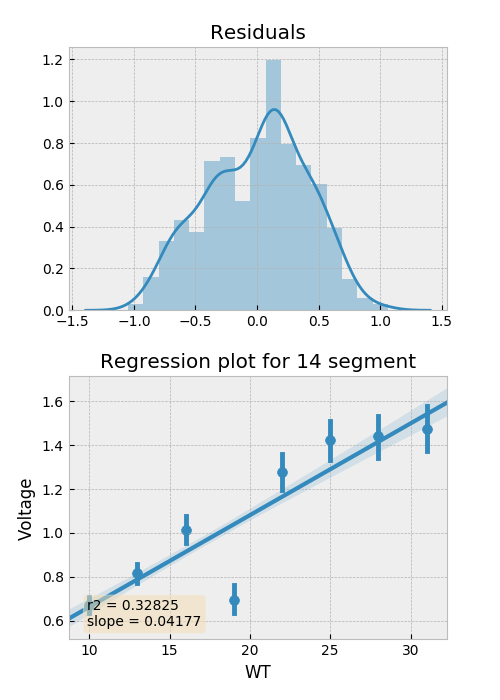 Residuals
1.2
1.0
0.8
0.6
0.4
0.2
0.0
−1.5 −1.0 −0.5 0.0 0.5 1.0 1.5
Regression plot for 14 segment
1.6
1.4
1.2
1.0
0.8
0.6
Voltage
r2 = 0.32825
slope = 0.04177
10 15 20 25 30
WT